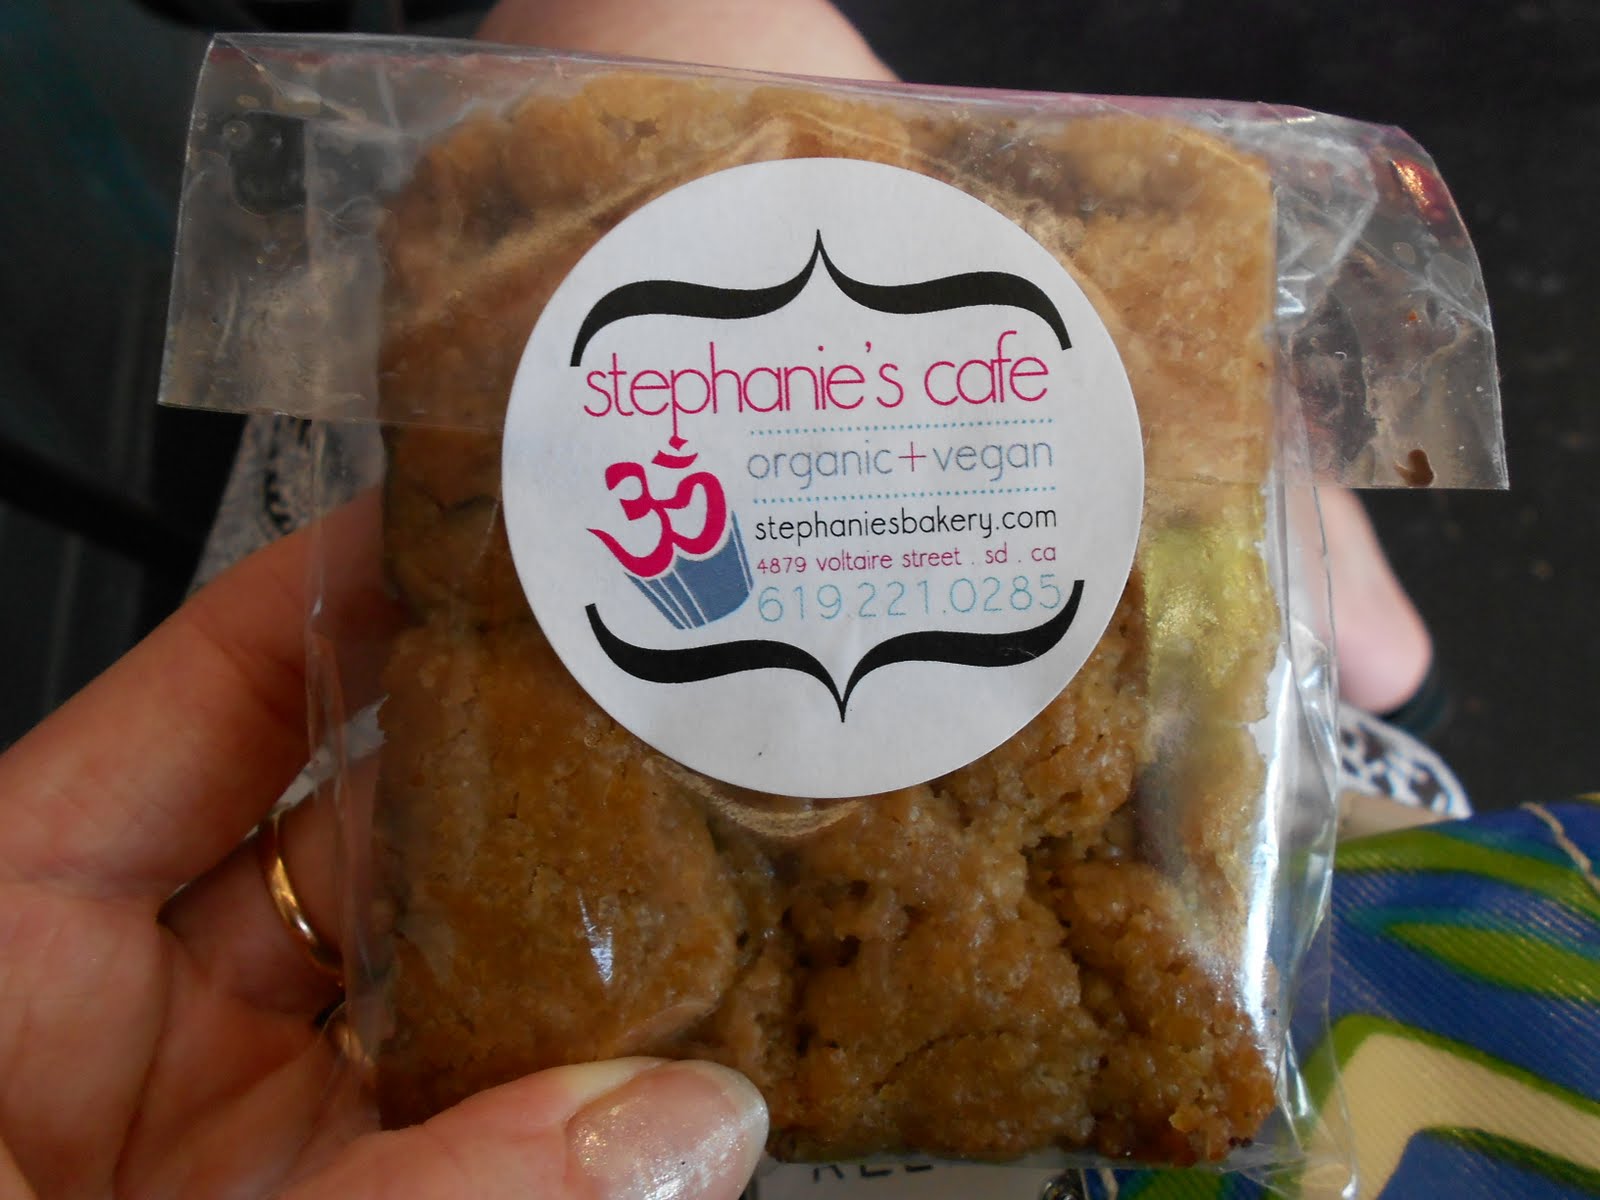 stephanie's cafe
ॐ
organic+vegan
stephaniesbakery.com
4879 voltaire street . sd . ca
619.221.0285